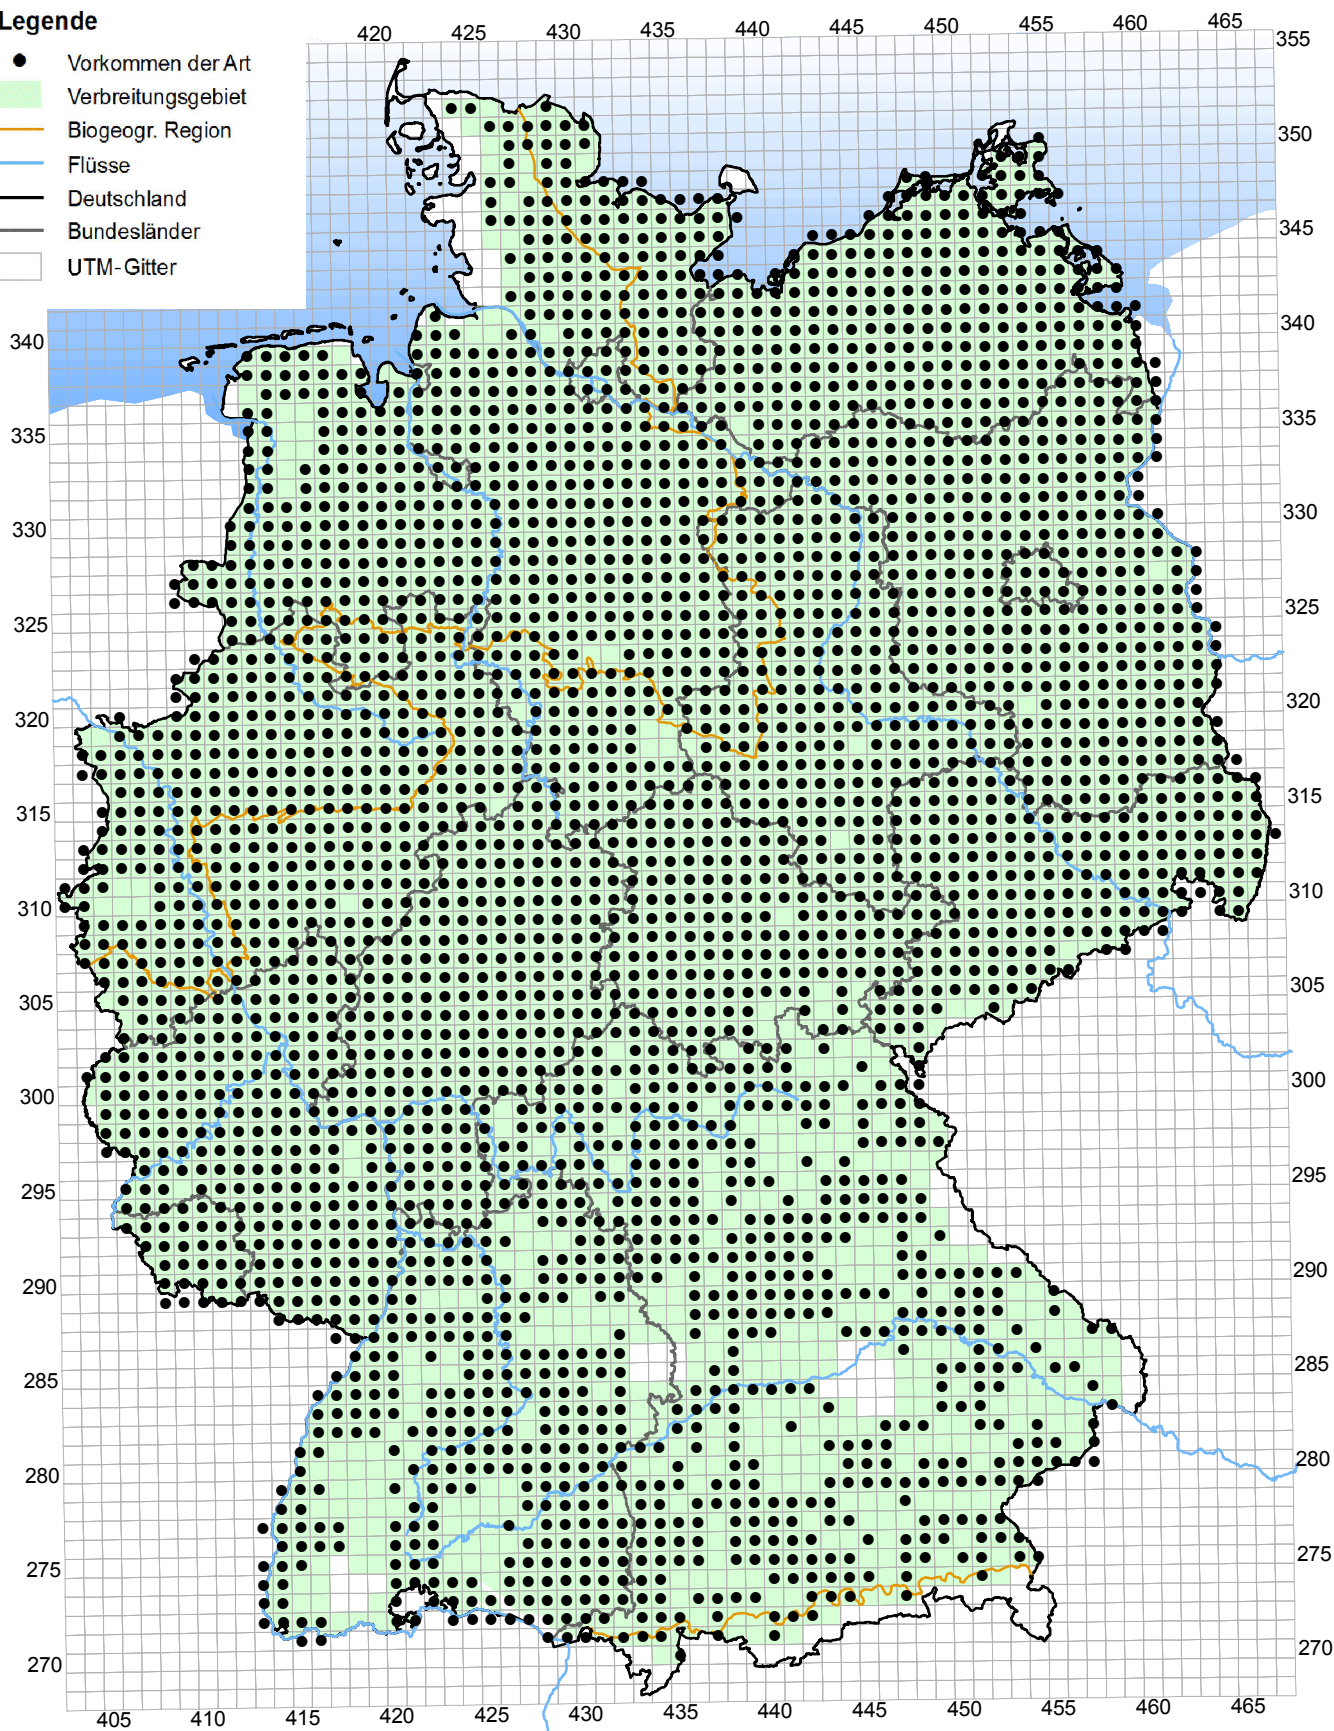 Legende
Vorkommen der Art
Verbreitungsgebiet
Biogeogr. Region
Flüsse
Deutschland
Bundesländer
UTM-Gitter
420 425 430 435 440 445 450 455 460 465
355
350
345
340 340
335 335
330 330
325 325
320 320
315 315
310 310
305 305
300 300
295 295
290 290
285 285
280 280
275 275
270 270
405 410 415 420 425 430 435 440 445 450 455 460 465